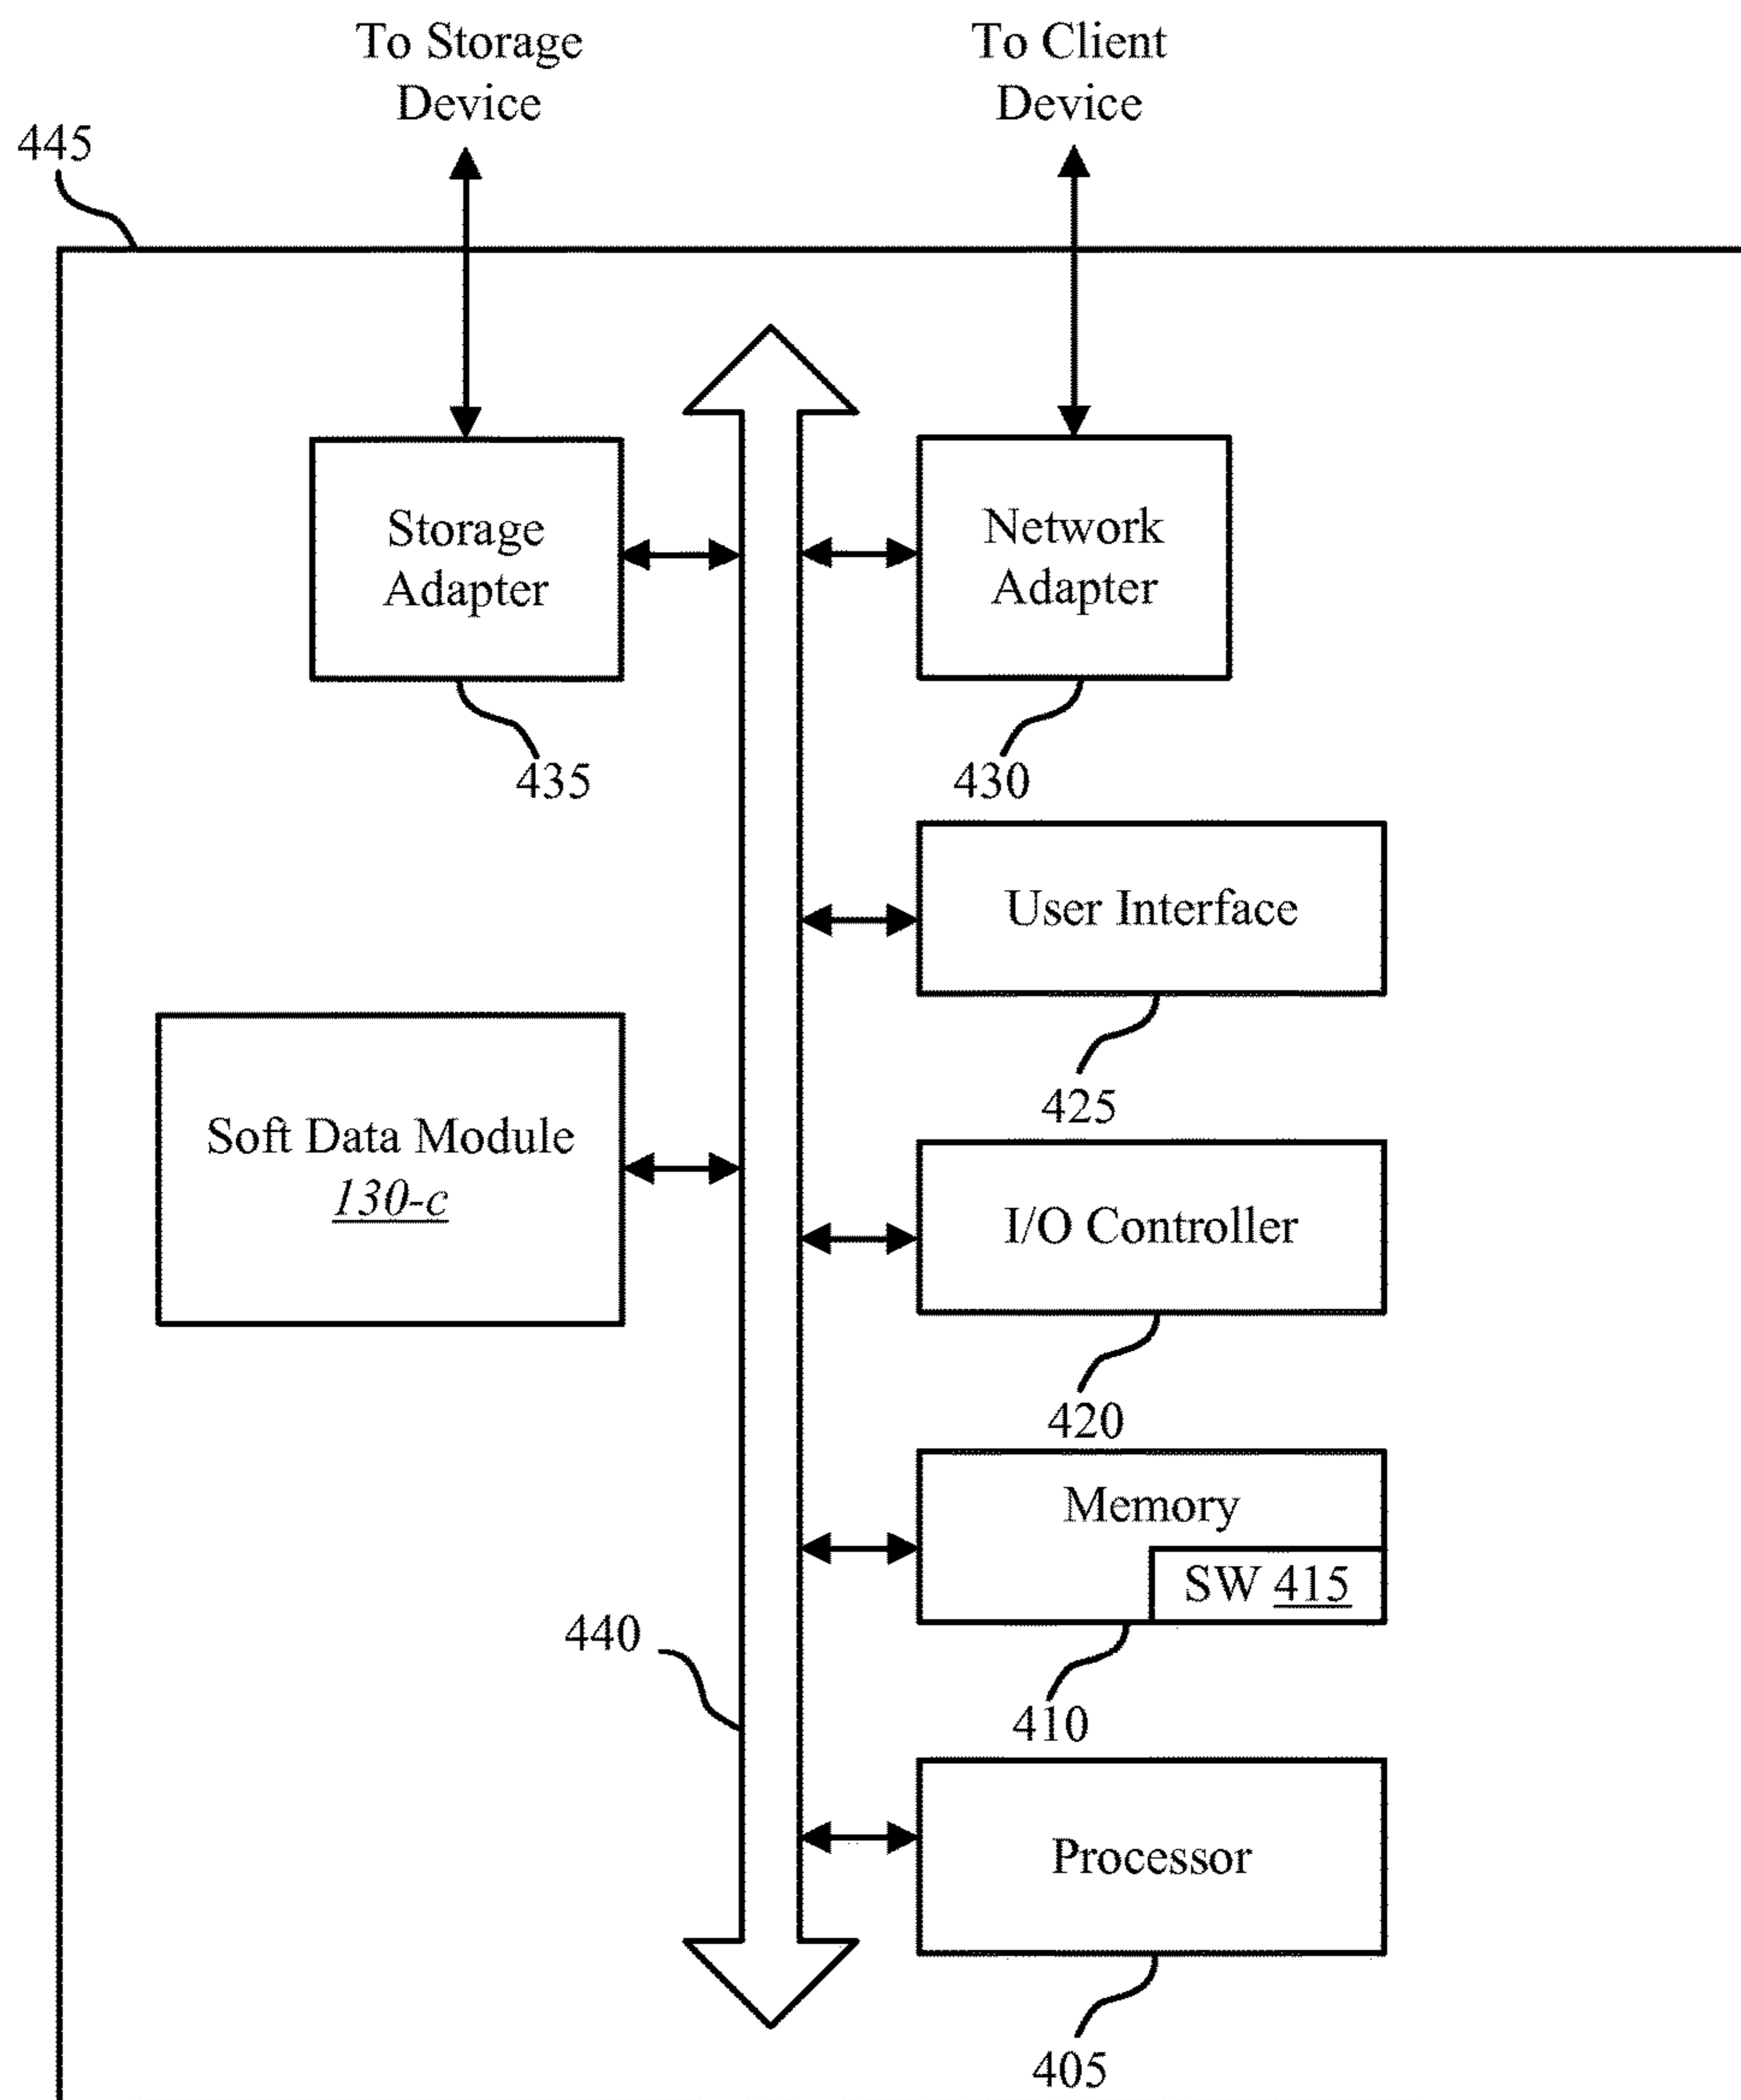 To Storage
Device
To Client
Device
445
Storage
Adapter
Network
Adapter
435
430
User Interface
425
Soft Data Module
130-c
I/O Controller
420
Memory
SW 415
440
410
Processor
405